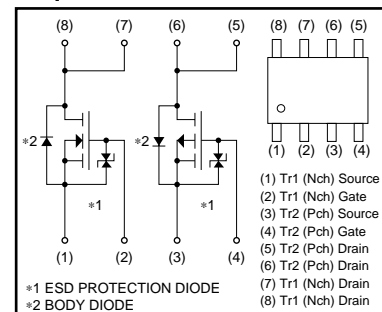 (8) (7) (6) (5)
(8) (7) (6) (5)
∗2
∗2
∗1
∗1
(1) (2) (3) (4)
(1) (2) (3) (4)
(1) Tr1 (Nch) Source
(2) Tr1 (Nch) Gate
(3) Tr2 (Pch) Source
(4) Tr2 (Pch) Gate
(5) Tr2 (Pch) Drain
(6) Tr2 (Pch) Drain
(7) Tr1 (Nch) Drain
(8) Tr1 (Nch) Drain
∗1 ESD PROTECTION DIODE
∗2 BODY DIODE